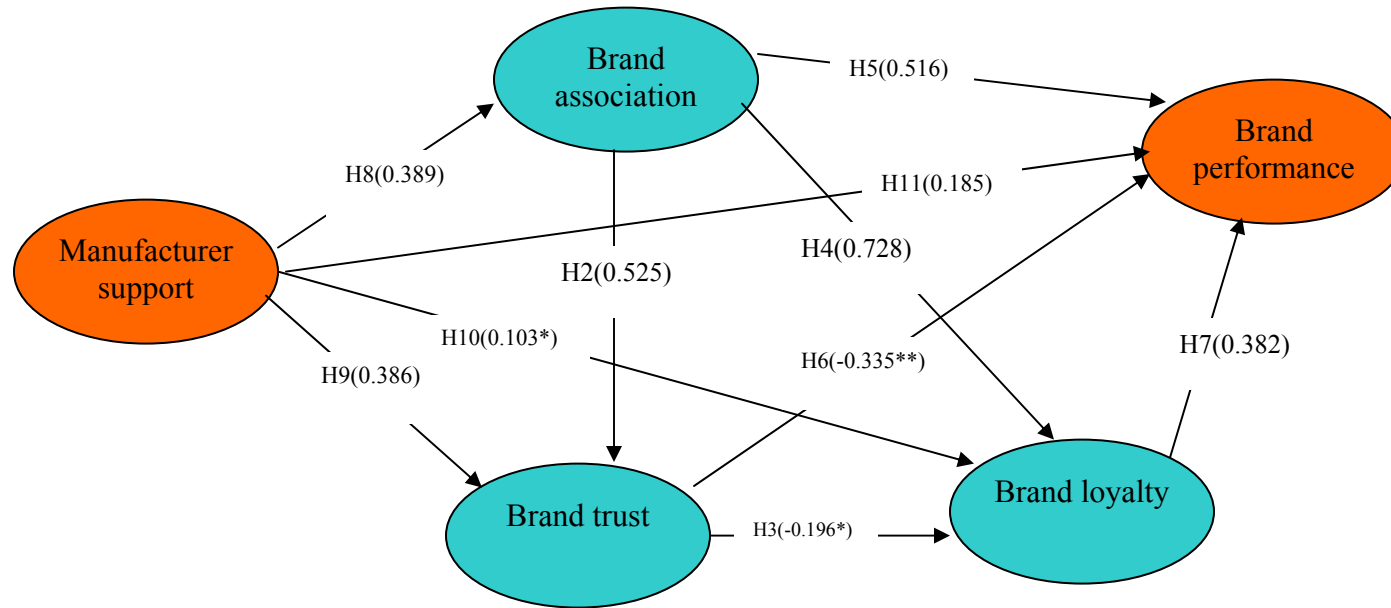 Brand
association
H5(0.516)
Brand
performance
H8(0.389)
H11(0.185)
Manufacturer
support
H2(0.525)
H4(0.728)
H10(0.103*)
H6(-0.335**)
H7(0.382)
H9(0.386)
Brand trust
Brand loyalty
H3(-0.196*)